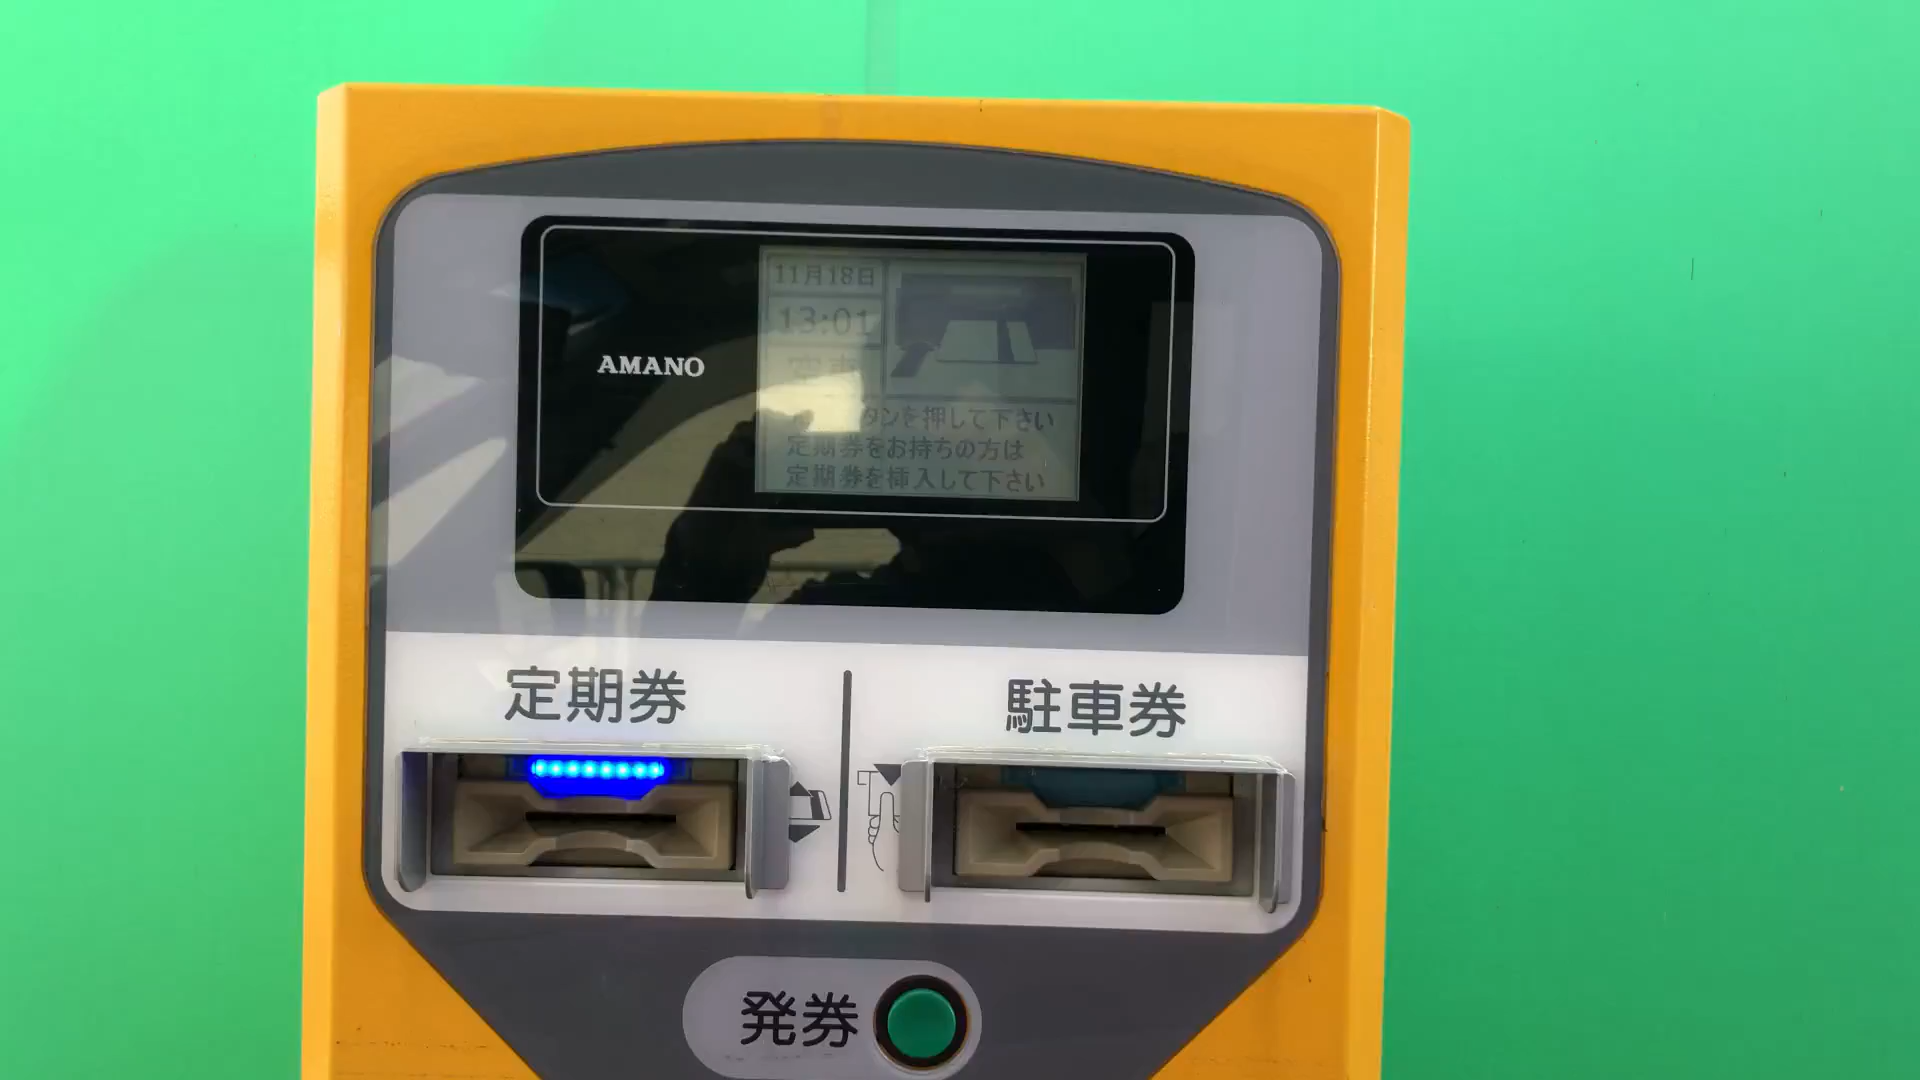 11月18日
13:01
空車
AMANO
タンを押して下さい
定期券をお持ちの方は
定期券を挿入して下さい
定期券
駐車券
発券